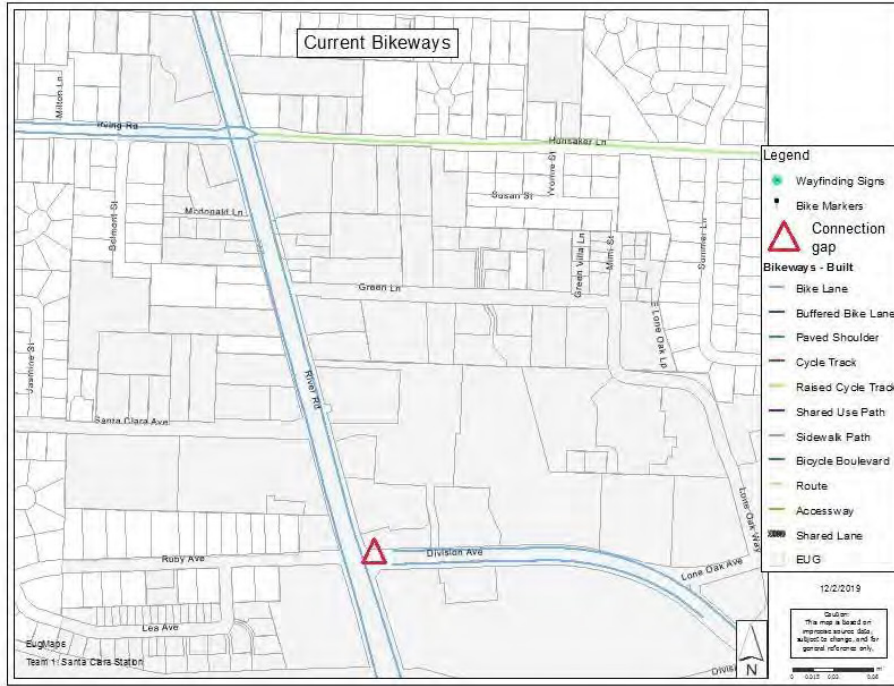 Current Bikeways
Milton Ln
Irving Rd
Hunsaker Ln
Yvonne St
Susan St
Belmont St
Mcdonald Ln
Green Villa Ln
Mimi St
Summer Ln
Green Ln
Lone Oak Lp
Jasmine St
River Rd
Santa Clara Ave
Lone Oak Way
Ruby Ave
Division Ave
Lone Oak Ave
Lea Ave
EugMaps
Team 1: Santa Clara Station
N
Legend
Wayfinding Signs
Bike Markers
Connection
gap
Bikeways - Built
Bike Lane
Buffered Bike Lane
Paved Shoulder
Cycle Track
Raised Cycle Track
Shared Use Path
Sidewalk Path
Bicycle Boulevard
Route
Accessway
Shared Lane
EUG
12/2/2019
Caution:
This map is based on
imprecise source data,
subject to change, and for
general reference only.